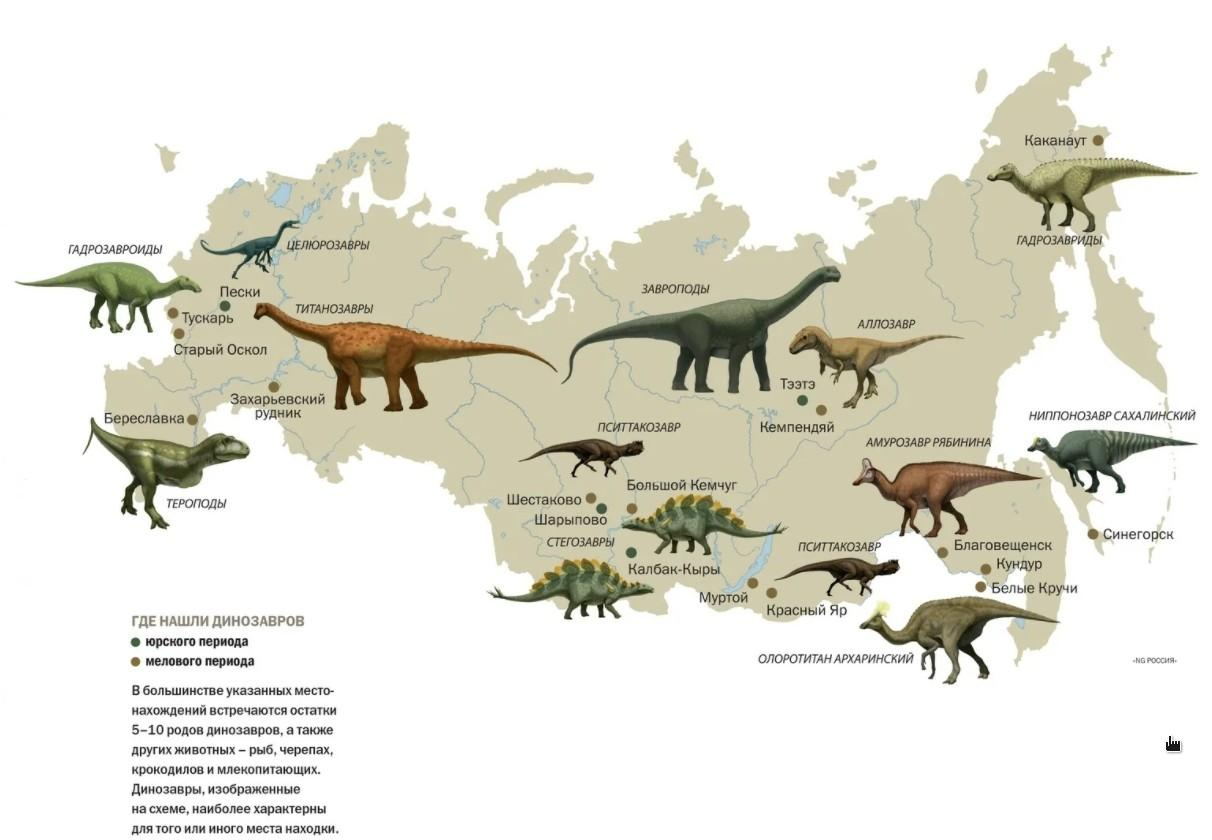 Каканаут
ГАДРОЗАВРИДЫ
ГАДРОЗАВРОИДЫ
ЦЕЛЮРОЗАВРЫ
Пески
ТИТАНОЗАВРЫ
Тускарь
Старый Оскол
ЗАВРОПОДЫ
АЛЛОЗАВР
Тээтэ
Кемпендяй
Захарьевский
рудник
Береславка
ТЕРОПОДЫ
ПСИТТАКОЗАВР
НИППОНОЗАВР САХАЛИНСКИЙ
АМУРОЗАВР РЯБИНИНА
Большой Кемчуг
Шестаково
Шарыпово
СТЕГОЗАВРЫ
Калбак-Кыры
ПСИТТАКОЗАВР
Синегорск
Благовещенск
Кундур
Белые Кручи
Муртой
Красный Яр
ОЛОРОТИТАН АРХАРИНСКИЙ
«NG РОССИЯ»
ГДЕ НАШЛИ ДИНОЗАВРОВ
юрского периода
мелового периода
В большинстве указанных место-
нахождений встречаются остатки
5–10 родов динозавров, а также
других животных – рыб, черепах,
крокодилов и млекопитающих.
Динозавры, изображенные
на схеме, наиболее характерны
для того или иного места находки.